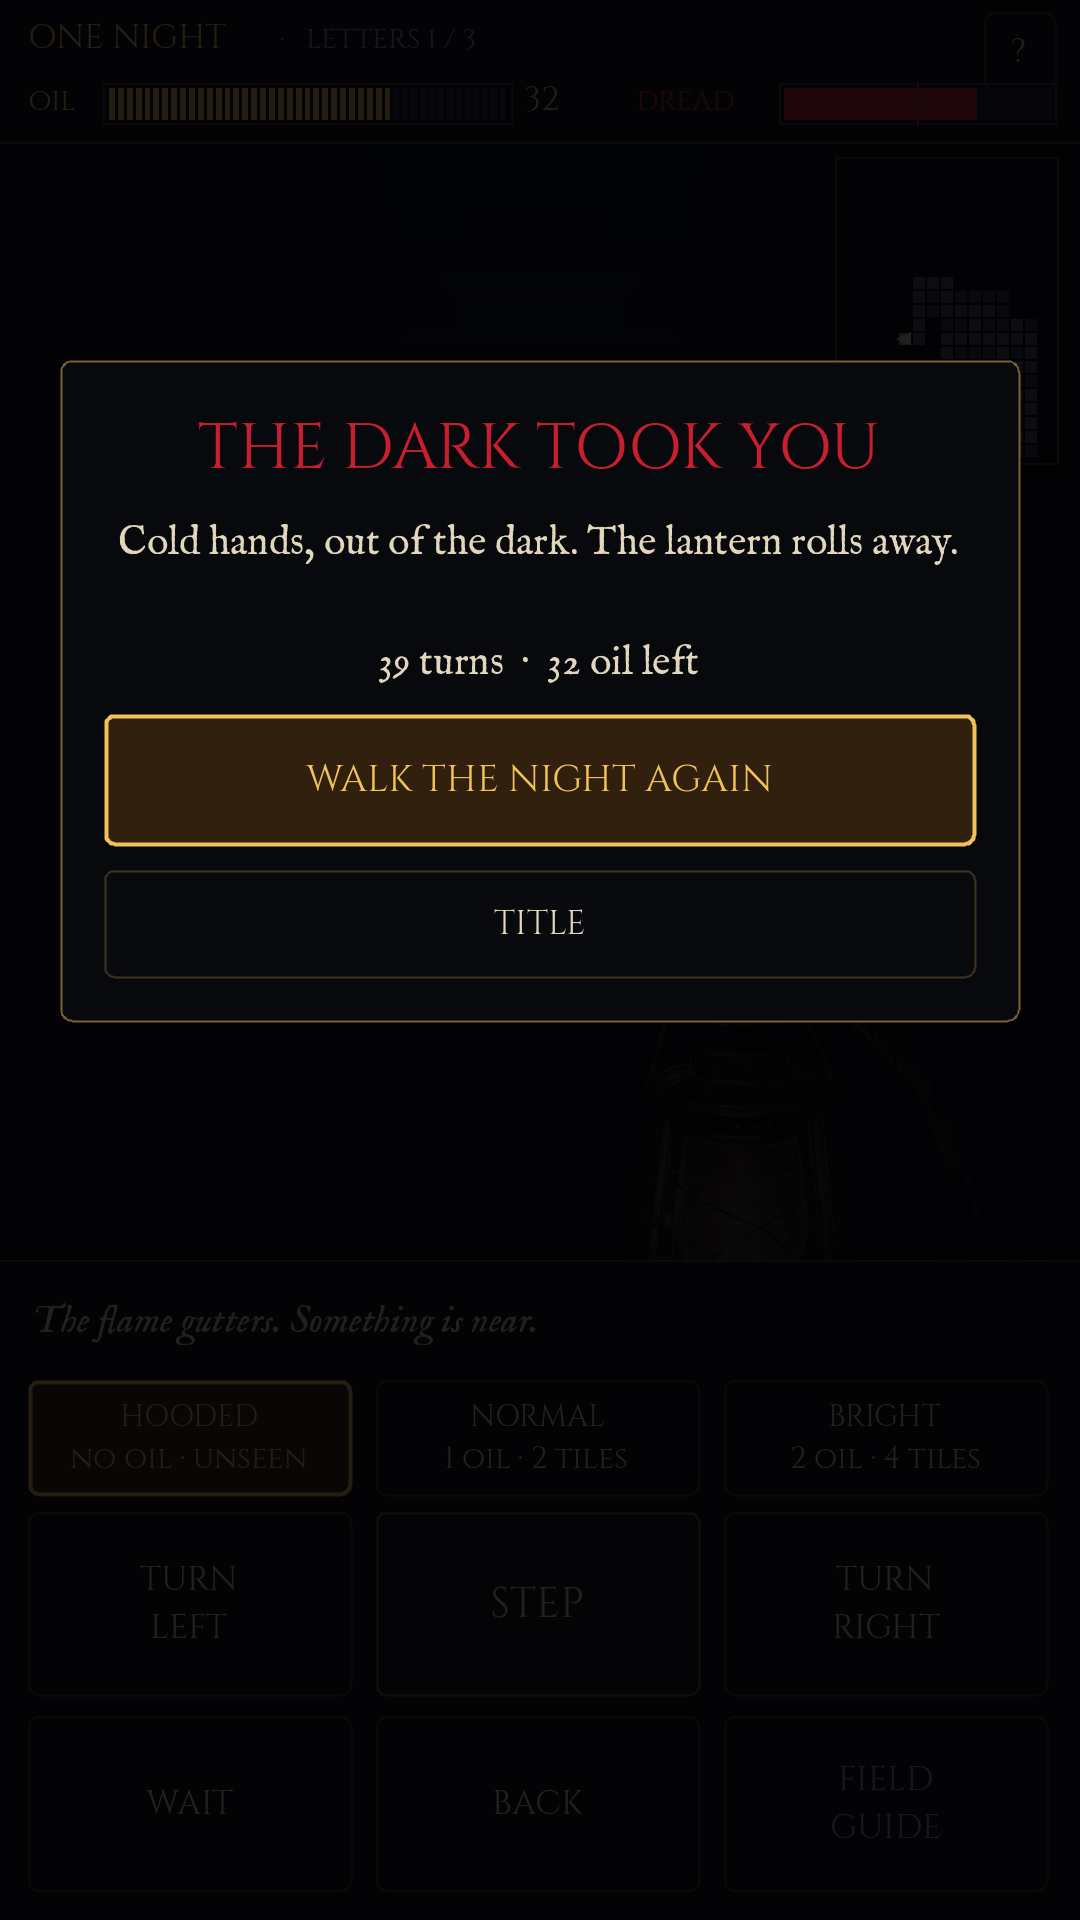 ONE NIGHT · LETTERS 1 / 3
?
OIL 32 DREAD
THE DARK TOOK YOU
Cold hands, out of the dark. The lantern rolls away.
39 turns · 32 oil left
WALK THE NIGHT AGAIN
TITLE
The flame gutters. Something is near.
HOODED
NO OIL · UNSEEN
NORMAL
1 OIL · 2 TILES
BRIGHT
2 OIL · 4 TILES
TURN
LEFT
STEP
TURN
RIGHT
WAIT
BACK
FIELD
GUIDE